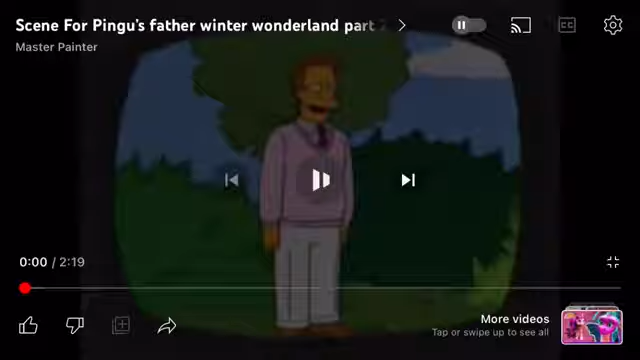 Scene For Pingu's father winter wonderland part
Master Painter
CC
0:00 / 2:19
More videos
Tap or swipe up to see all